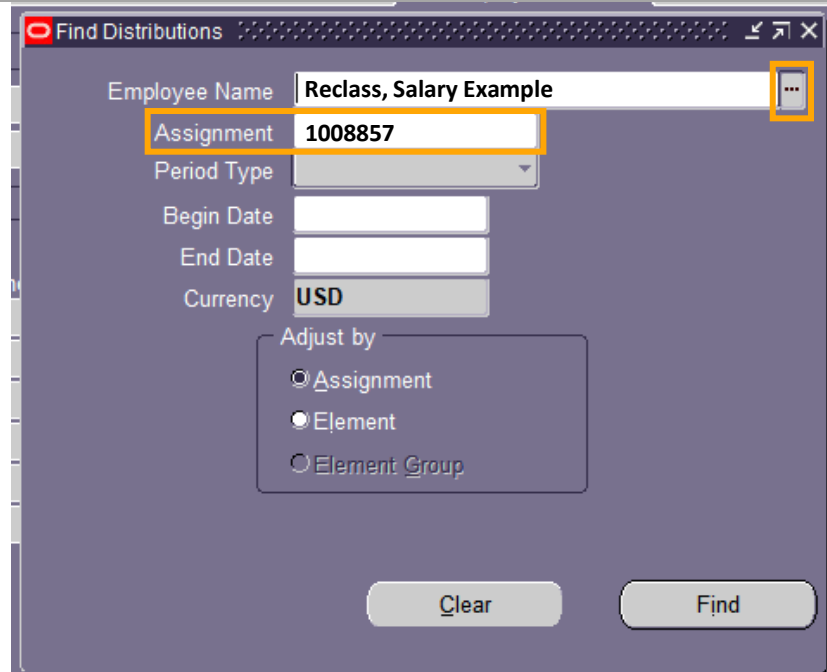 Find Distributions
Employee Name Reclass, Salary Example ...
Assignment 1008857
Period Type
Begin Date
End Date
Currency USD
Adjust by
Assignment
Element
Element Group
Clear Find